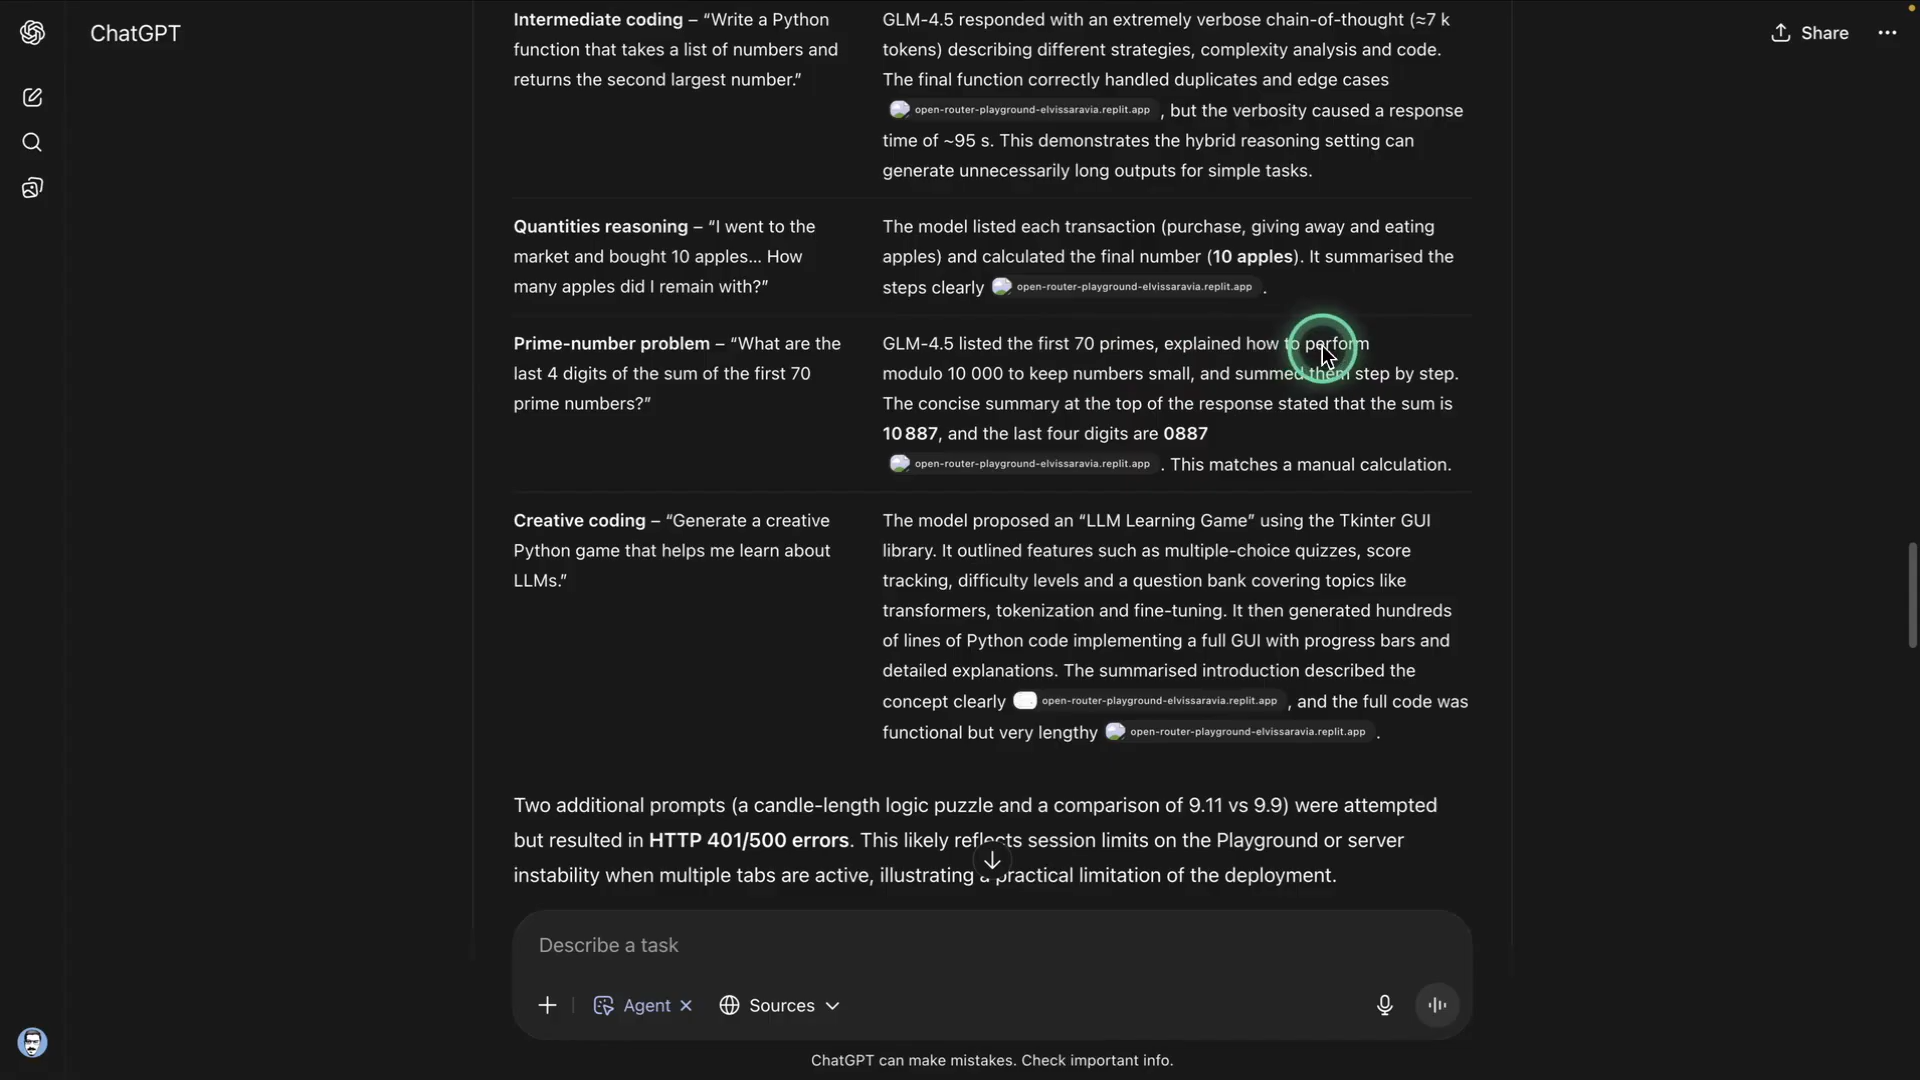 ChatGPT
Share
Intermediate coding – “Write a Python
function that takes a list of numbers and
returns the second largest number.”
GLM-4.5 responded with an extremely verbose chain-of-thought (≈7 k
tokens) describing different strategies, complexity analysis and code.
The final function correctly handled duplicates and edge cases
open-router-playground-elvissaravia.replit.app , but the verbosity caused a response
time of ~95 s. This demonstrates the hybrid reasoning setting can
generate unnecessarily long outputs for simple tasks.
Quantities reasoning – “I went to the
market and bought 10 apples... How
many apples did I remain with?”
The model listed each transaction (purchase, giving away and eating
apples) and calculated the final number (10 apples). It summarised the
steps clearly open-router-playground-elvissaravia.replit.app .
Prime-number problem – “What are the
last 4 digits of the sum of the first 70
prime numbers?”
GLM-4.5 listed the first 70 primes, explained how to perform
modulo 10 000 to keep numbers small, and summed them step by step.
The concise summary at the top of the response stated that the sum is
10 887, and the last four digits are 0887
open-router-playground-elvissaravia.replit.app . This matches a manual calculation.
Creative coding – “Generate a creative
Python game that helps me learn about
LLMs.”
The model proposed an “LLM Learning Game” using the Tkinter GUI
library. It outlined features such as multiple-choice quizzes, score
tracking, difficulty levels and a question bank covering topics like
transformers, tokenization and fine-tuning. It then generated hundreds
of lines of Python code implementing a full GUI with progress bars and
detailed explanations. The summarised introduction described the
concept clearly open-router-playground-elvissaravia.replit.app , and the full code was
functional but very lengthy open-router-playground-elvissaravia.replit.app .
Two additional prompts (a candle-length logic puzzle and a comparison of 9.11 vs 9.9) were attempted
but resulted in HTTP 401/500 errors. This likely reflects session limits on the Playground or server
instability when multiple tabs are active, illustrating a practical limitation of the deployment.
Describe a task
Agent
Sources
ChatGPT can make mistakes. Check important info.